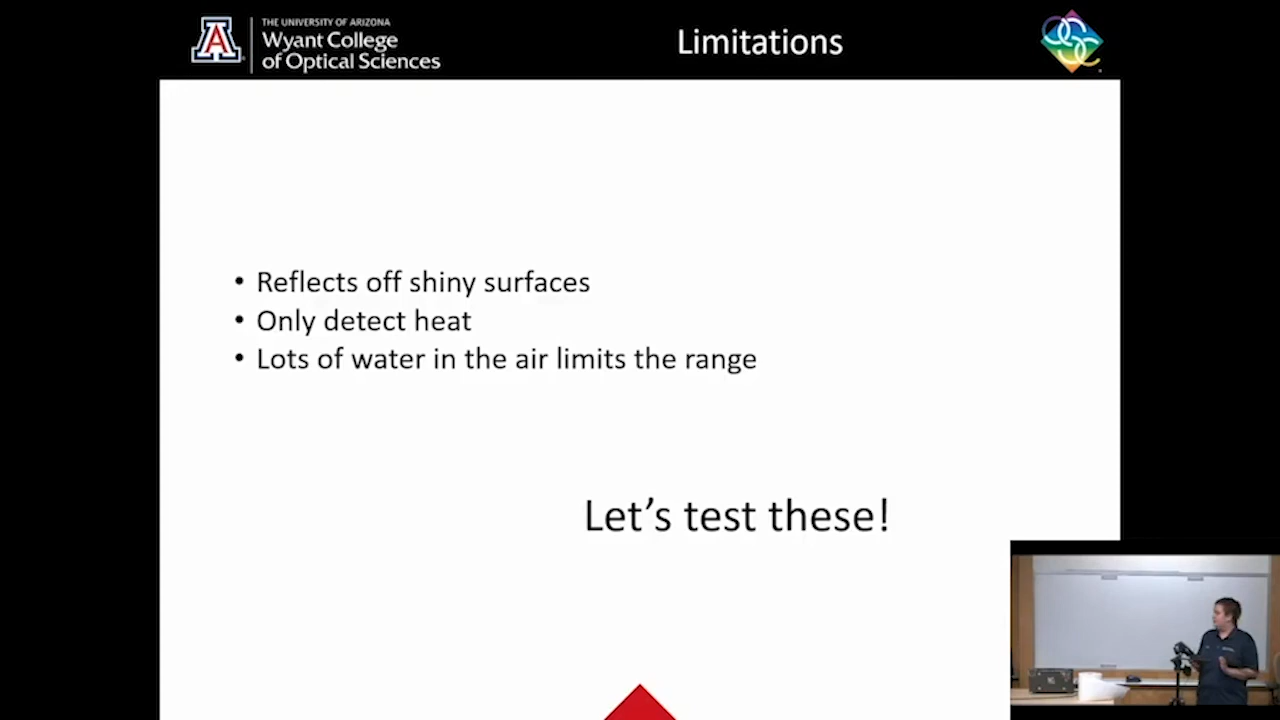 THE UNIVERSITY OF ARIZONA
Wyant College
of Optical Sciences
Limitations
• Reflects off shiny surfaces
• Only detect heat
• Lots of water in the air limits the range
Let's test these!